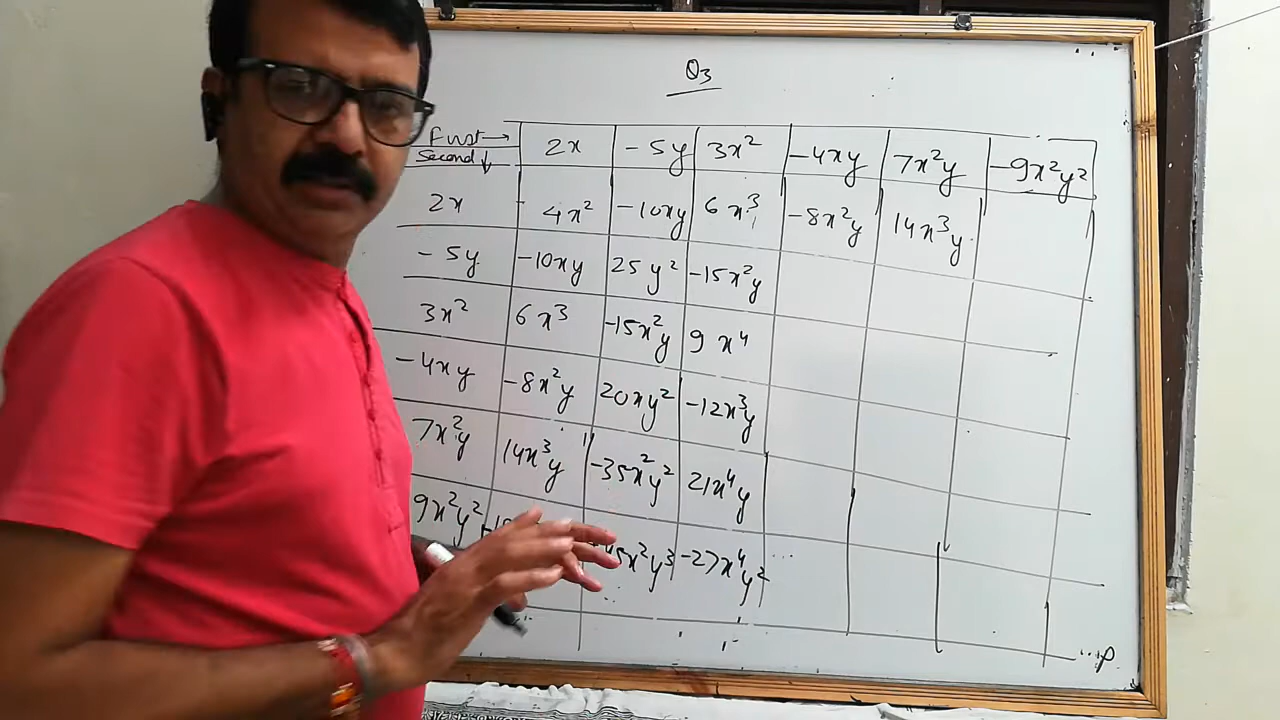 Q3
First → 2x -5y 3x² -4xy 7x²y -9x²y²
Second ↓
2x 4x² -10xy 6x³ -8x²y 14x³y
-5y -10xy 25y² -15x²y
3x² 6x³ -15x²y 9x⁴
-4xy -8x²y 20xy² -12x³y
7x²y 14x³y -35x²y² 21x⁴y
9x²y² 5x²y³ -27x⁴y²